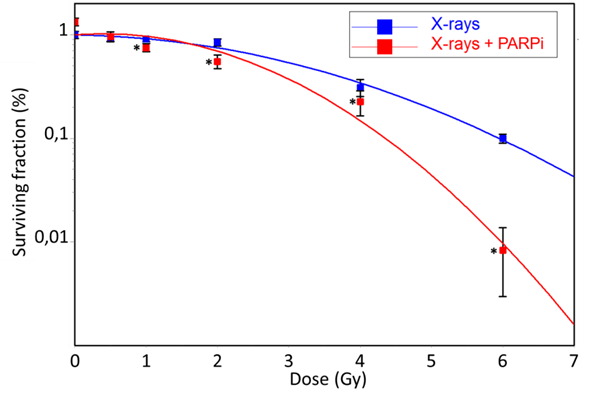 X-rays
X-rays + PARPi
Surviving fraction (%)
1
0,1
0,01
*
*
*
*
0 1 2 3 4 5 6 7
Dose (Gy)